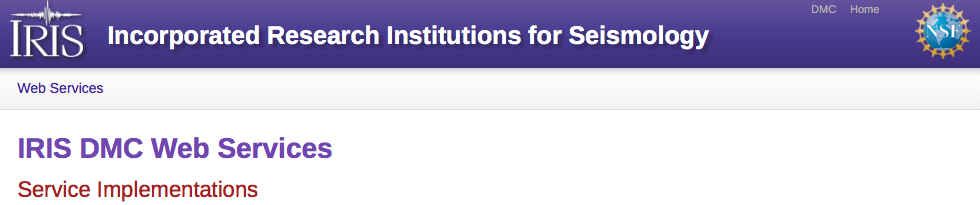 DMC Home
IRIS
Incorporated Research Institutions for Seismology
NSF
Web Services
IRIS DMC Web Services
Service Implementations